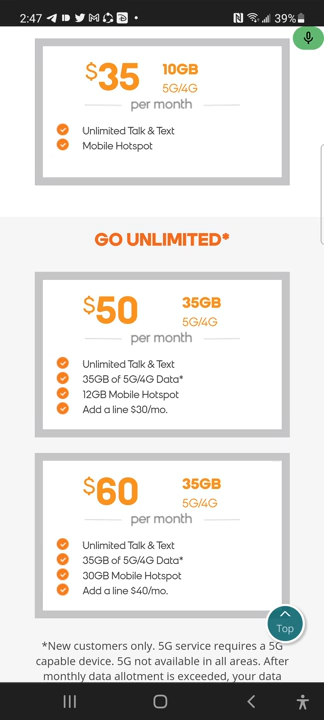 2:47 39%
$35 10GB
5G/4G
per month
Unlimited Talk & Text
Mobile Hotspot
GO UNLIMITED*
$50 35GB
5G/4G
per month
Unlimited Talk & Text
35GB of 5G/4G Data*
12GB Mobile Hotspot
Add a line $30/mo.
$60 35GB
5G/4G
per month
Unlimited Talk & Text
35GB of 5G/4G Data*
30GB Mobile Hotspot
Add a line $40/mo.
Top
*New customers only. 5G service requires a 5G
capable device. 5G not available in all areas. After
monthly data allotment is exceeded, your data